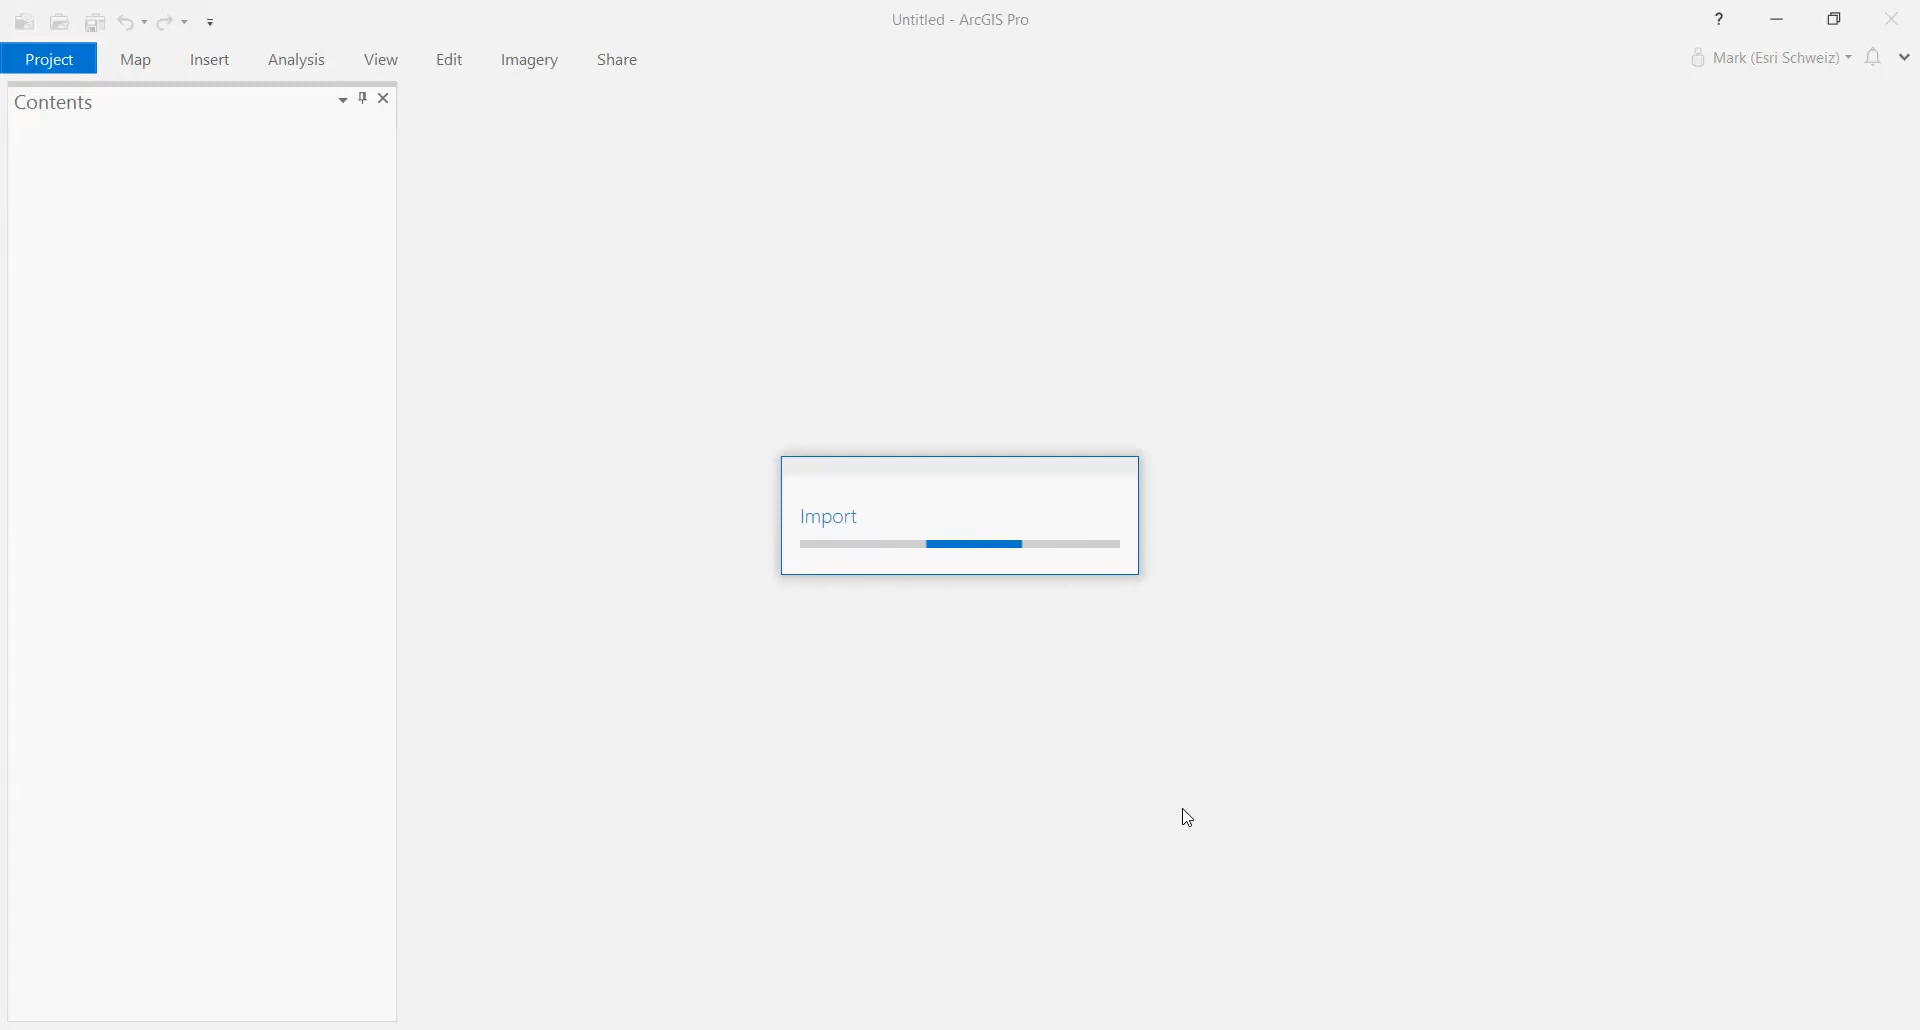 Untitled - ArcGIS Pro
?
Project Map Insert Analysis View Edit Imagery Share
Mark (Esri Schweiz)
Contents
Import